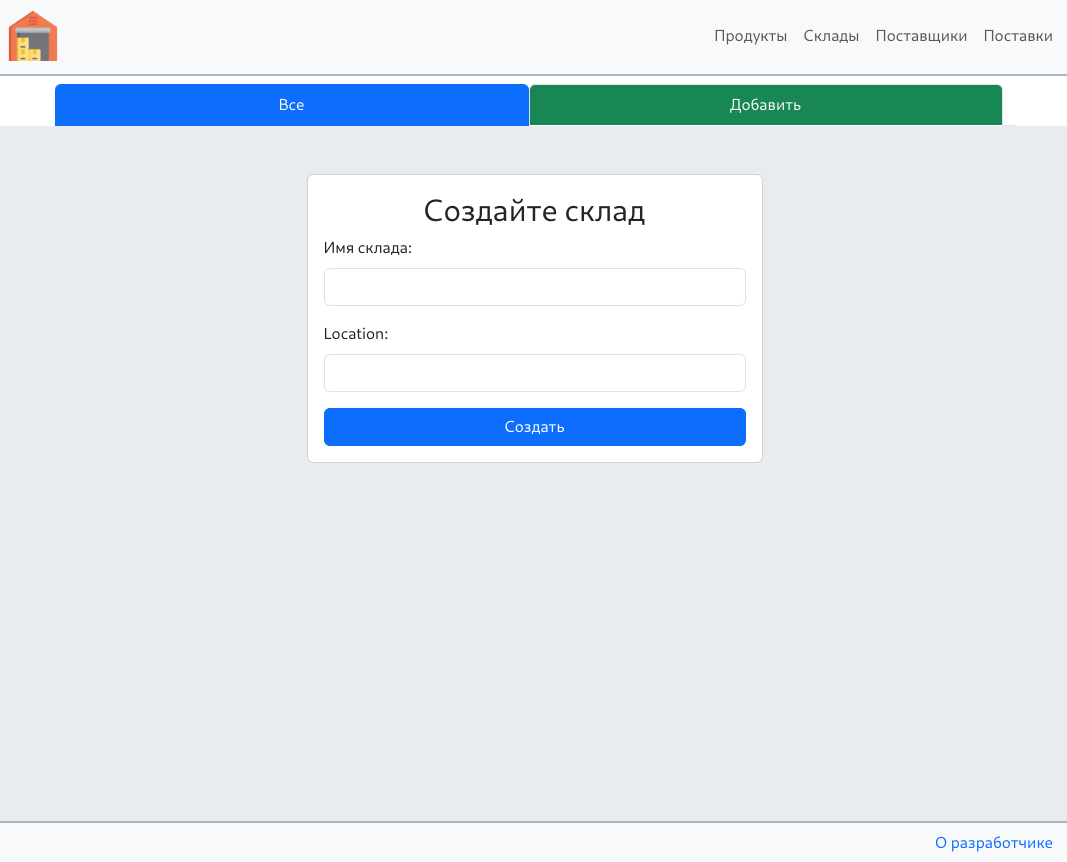 Продукты Склады Поставщики Поставки
Все Добавить
Создайте склад
Имя склада:
Location:
Создать
О разработчике